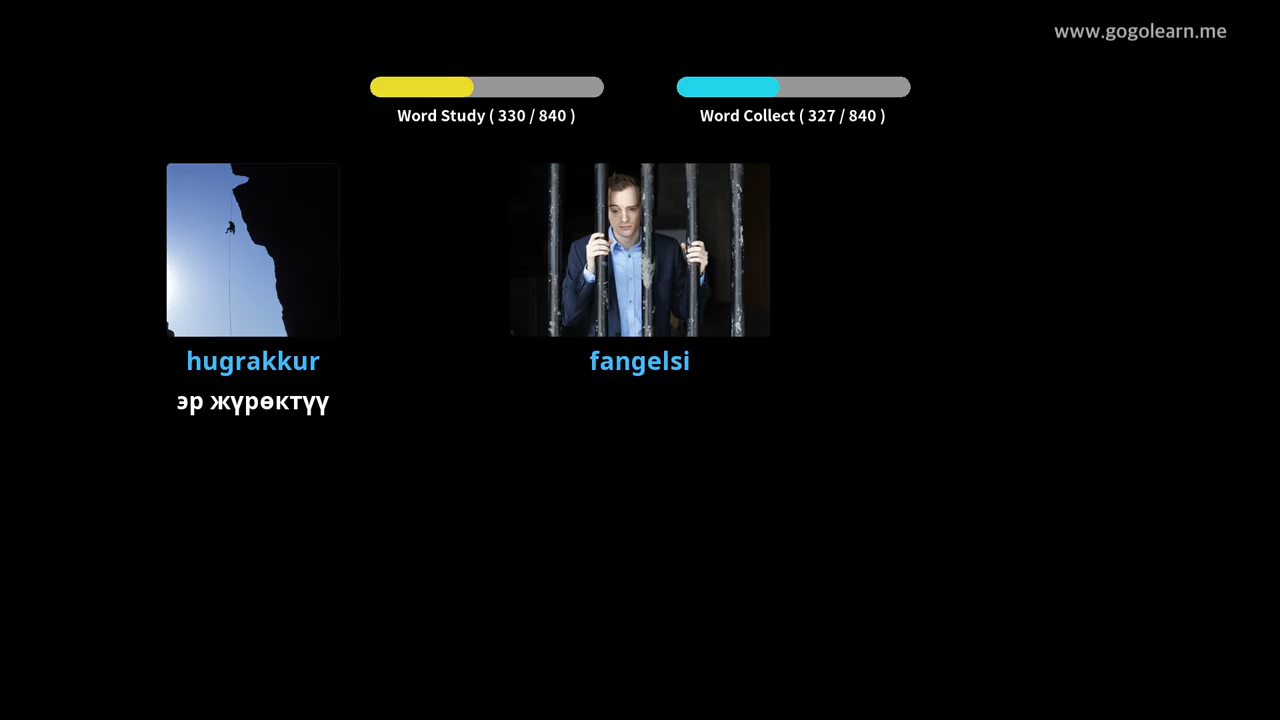 www.gogolearn.me
Word Study ( 330 / 840 )
Word Collect ( 327 / 840 )
hugrakkur
fangelsi
эр жүрөктүү